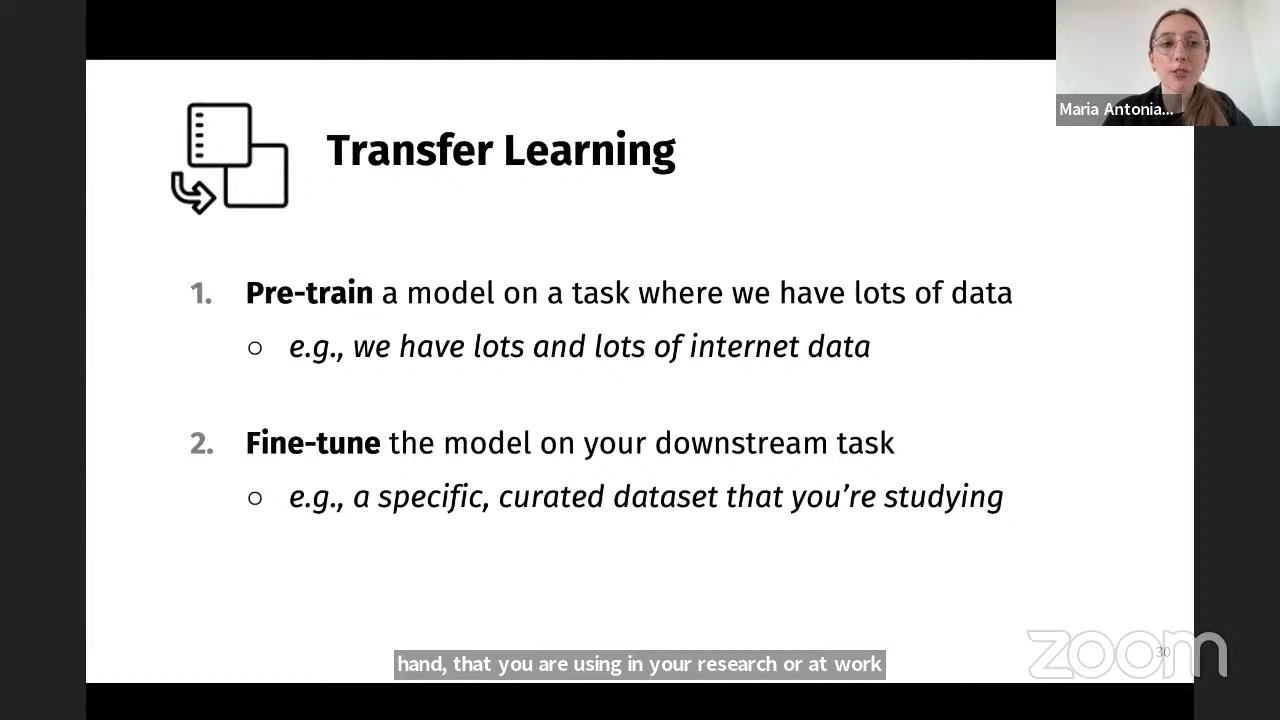 Maria Antonia...
Transfer Learning
1. Pre-train a model on a task where we have lots of data
○ e.g., we have lots and lots of internet data
2. Fine-tune the model on your downstream task
○ e.g., a specific, curated dataset that you’re studying
hand, that you are using in your research or at work
zoom
30